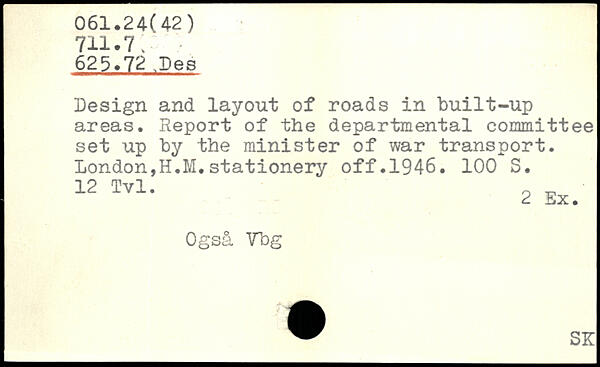 061.24(42)
711.7
625.72 Des
Design and layout of roads in built-up
areas. Report of the departmental committee
set up by the minister of war transport.
London,H.M.stationery off.1946. 100 S.
12 Tvl.
2 Ex.
Også Vbg
SK